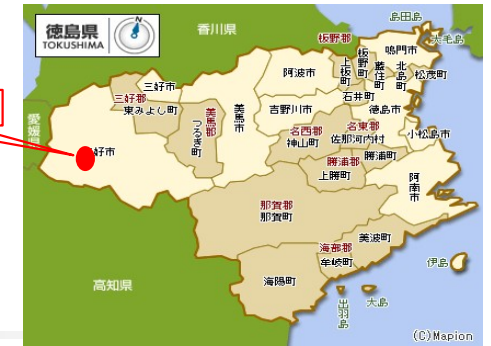 徳島県
TOKUSHIMA
香川県
島田島
大毛島
鳴門市
板野郡
板野町
上板町
藍住町
北島町
松茂町
阿波市
石井町
徳島市
三好市
三好郡
東みよし町
美馬郡
つるぎ町
美馬市
吉野川市
名西郡
神山町
名東郡
佐那河内村
小松島市
愛媛県
好市
勝浦郡
勝浦町
上勝町
阿南市
那賀郡
那賀町
美波町
海部郡
牟岐町
伊島
海陽町
高知県
出羽島
大島
(C)Mapion